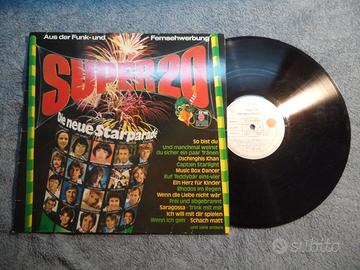 Aus der Funk- und Fernsehwerbung
SUPER 20
Die neue Starparade
So bist du
Und manchmal weinst du sicher ein paar Tränen
Dschinghis Khan
Captain Starlight
Music Box Dancer
Ruf Teddybär eins-vier
Ein Herz für Kinder
Rhodos im Regen
Wenn die Liebe nicht wär'
Frei und abgebrannt
Saragossa · Trink mit mir
Ich will mit dir spielen
Wenn ich geh · Schach matt
und viele andere
subito